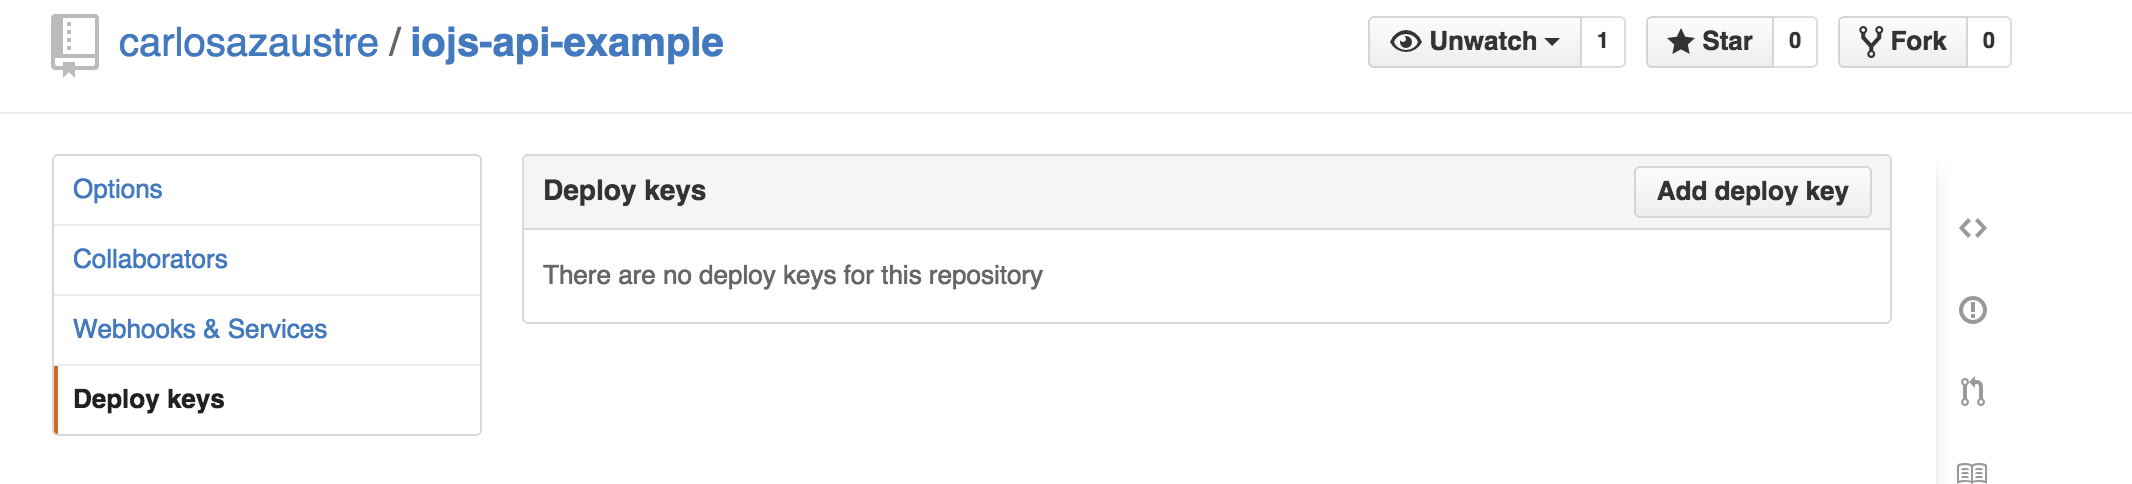 carlosazaustre / iojs-api-example
Unwatch 1 Star 0 Fork 0
Options
Collaborators
Webhooks & Services
Deploy keys
Deploy keys
Add deploy key
There are no deploy keys for this repository